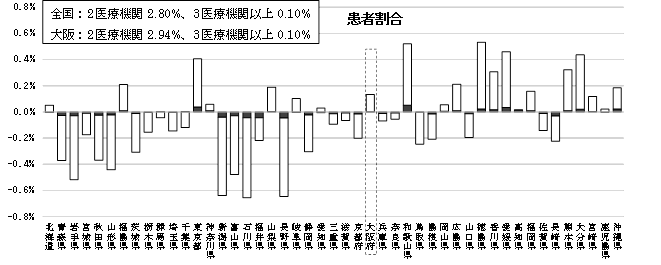 患者割合
全国：２医療機関 2.80%、３医療機関以上 0.10%
大阪：２医療機関 2.94%、３医療機関以上 0.10%
0.8%
0.6%
0.4%
0.2%
0.0%
-0.2%
-0.4%
-0.6%
-0.8%
北海道
青森県
岩手県
宮城県
秋田県
山形県
福島県
茨城県
栃木県
群馬県
埼玉県
千葉県
東京都
神奈川県
新潟県
富山県
石川県
福井県
山梨県
長野県
岐阜県
静岡県
愛知県
三重県
滋賀県
京都府
大阪府
兵庫県
奈良県
和歌山県
鳥取県
島根県
岡山県
広島県
山口県
徳島県
香川県
愛媛県
高知県
福岡県
佐賀県
長崎県
熊本県
大分県
宮崎県
鹿児島県
沖縄県